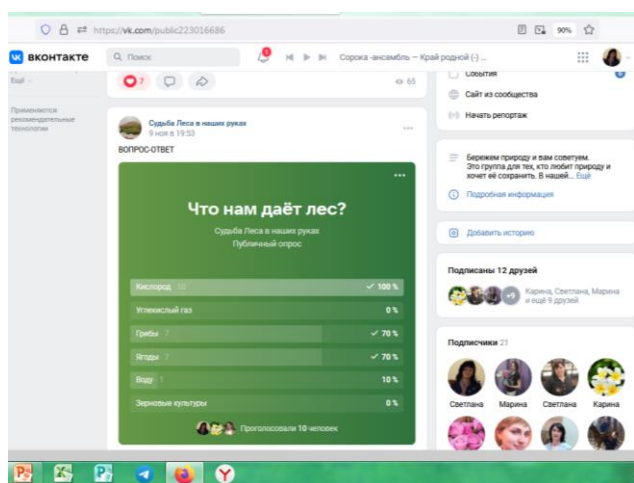 https://vk.com/public223016686
90%
ВКОНТАКТЕ
Поиск
Сорока -ансамбль — Край родной (-) ...
Ещё
7
65
Применяются
рекомендательные
технологии
Судьба Леса в наших руках
9 ноя в 19:53
ВОПРОС-ОТВЕТ
Что нам даёт лес?
Судьба Леса в наших руках
Публичный опрос
Кислород · 10 100 %
Углекислый газ 0 %
Грибы · 7 70 %
Ягоды · 7 70 %
Воду · 1 10 %
Зерновые культуры 0 %
Проголосовали 10 человек
События
Сайт из сообщества
Начать репортаж
Бережем природу и вам советуем.
Это группа для тех, кто любит природу и
хочет её сохранить. В нашей... Ещё
Подробная информация
Добавить историю
Подписаны 12 друзей
+9
Карина, Светлана, Марина
и ещё 9 друзей
Подписчики 21
Светлана Марина Светлана Карина